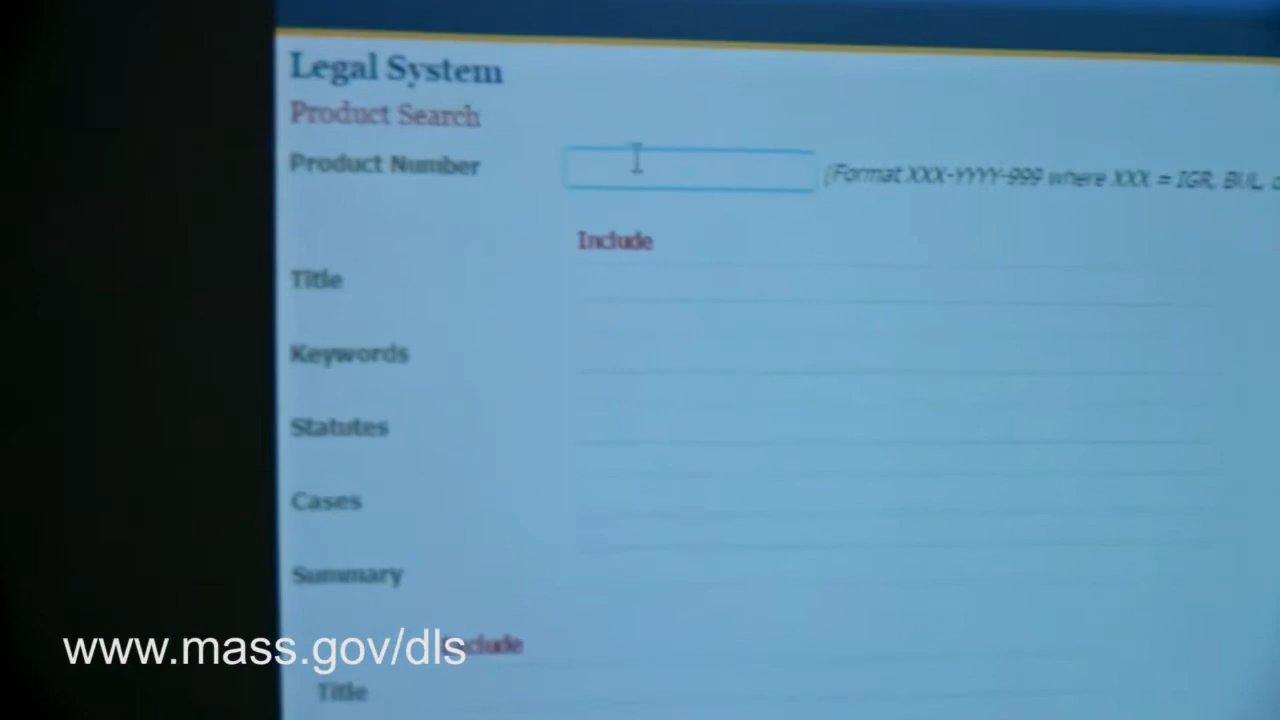 Legal System
Product Search
Product Number
(Format XXX-YYYY-999 where XXX = IGR, BUL,
Include
Title
Keywords
Statutes
Cases
Summary
www.mass.gov/dls
Title